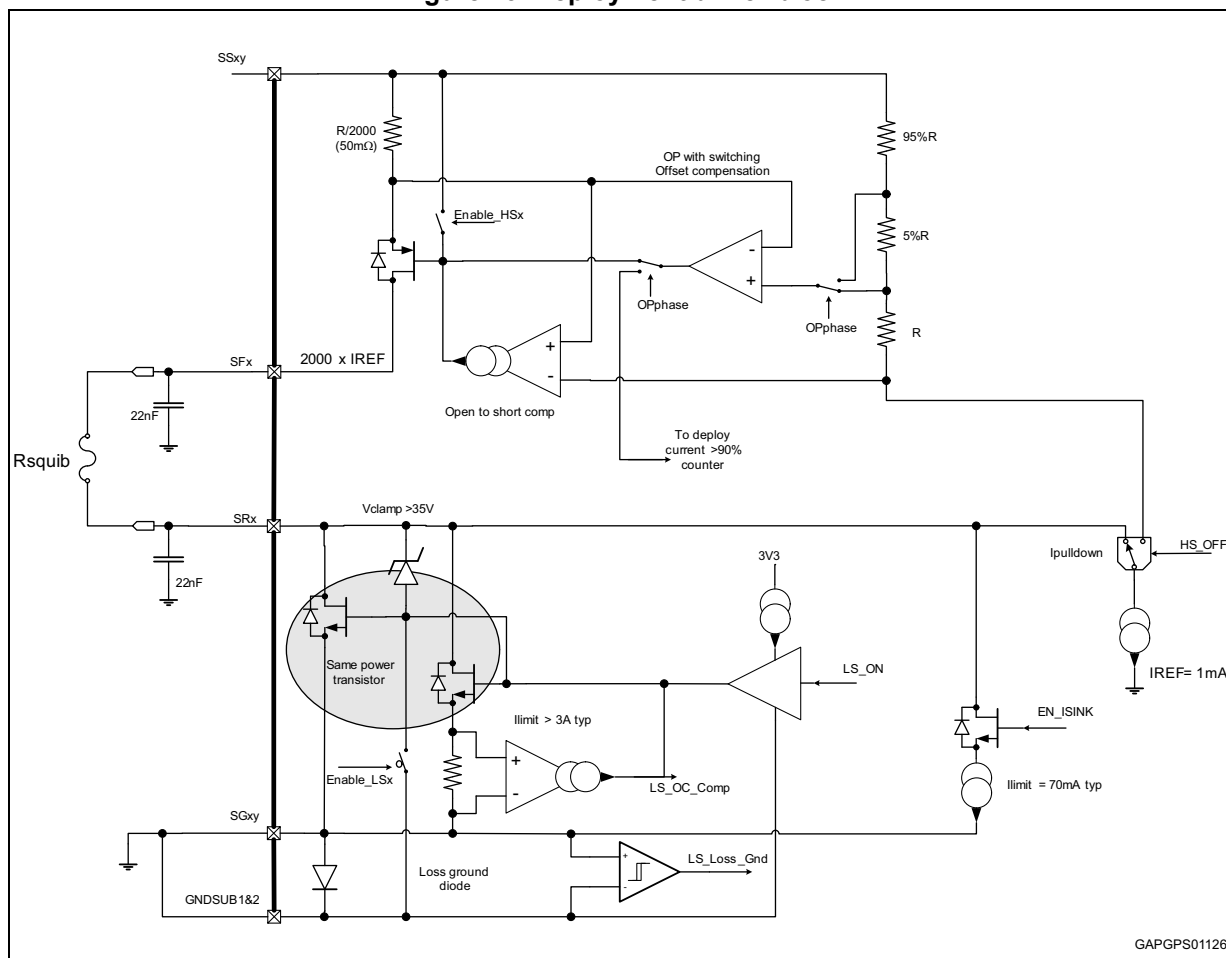 SSxy
R/2000
(50mΩ)
95%R
OP with switching
Offset compensation
Enable_HSx
5%R
-
+
OPphase
OPphase
R
SFx
2000 x IREF
+
-
22nF
Open to short comp
To deploy
current >90%
counter
Rsquib
SRx
Vclamp >35V
3V3
Ipulldown
HS_OFF
22nF
Same power
transistor
LS_ON
IREF= 1mA
Ilimit > 3A typ
EN_ISINK
+
-
Enable_LSx
LS_OC_Comp
Ilimit = 70mA typ
SGxy
Loss ground
diode
+
-
LS_Loss_Gnd
GNDSUB1&2
GAPGPS01126